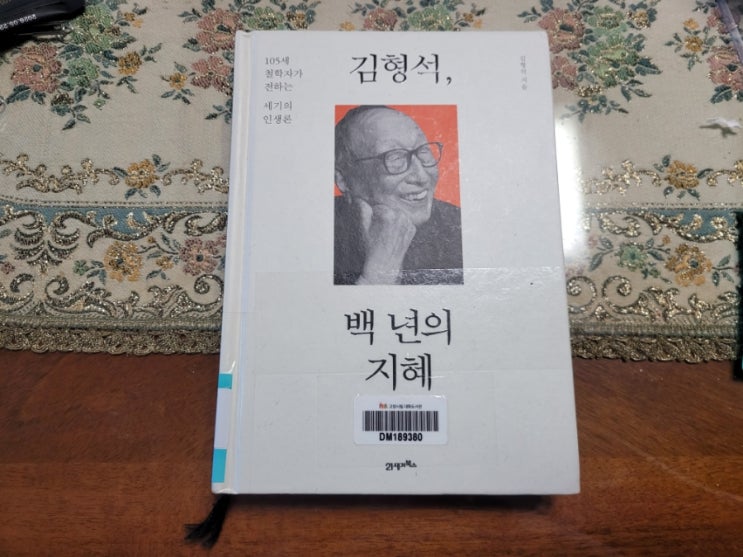 105세
철학자가
전하는
세기의
인생론
김형석,
김형석 지음
백 년의
지혜
DM189380
21세기북스